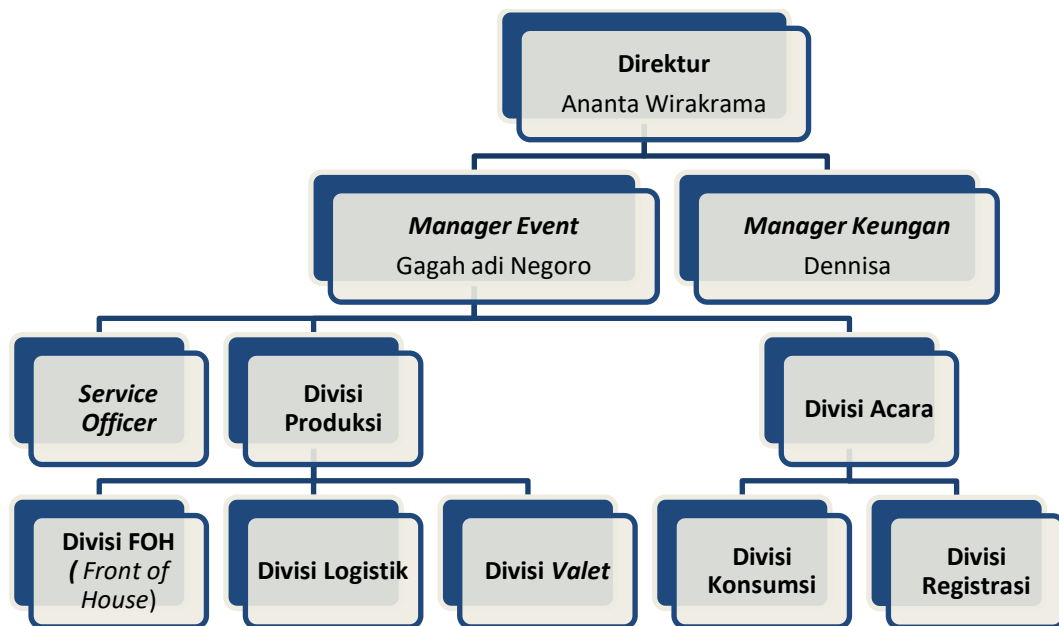 Direktur
Ananta Wirakrama
Manager Event
Gagah adi Negoro
Manager Keungan
Dennisa
Service
Officer
Divisi
Produksi
Divisi Acara
Divisi FOH
( Front of
House)
Divisi Logistik
Divisi Valet
Divisi
Konsumsi
Divisi
Registrasi